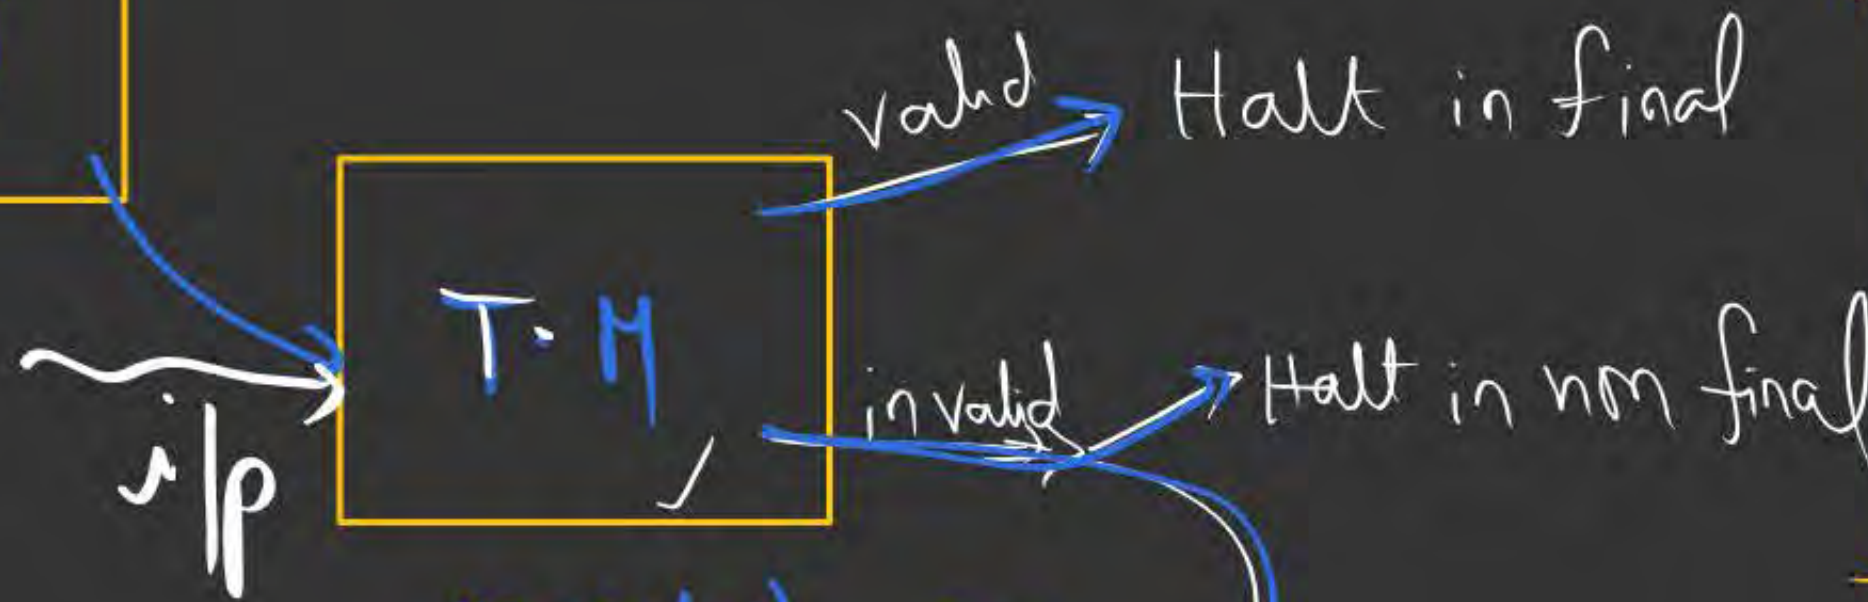 valid Halt in final
T. M
invalid Halt in non final
i/p